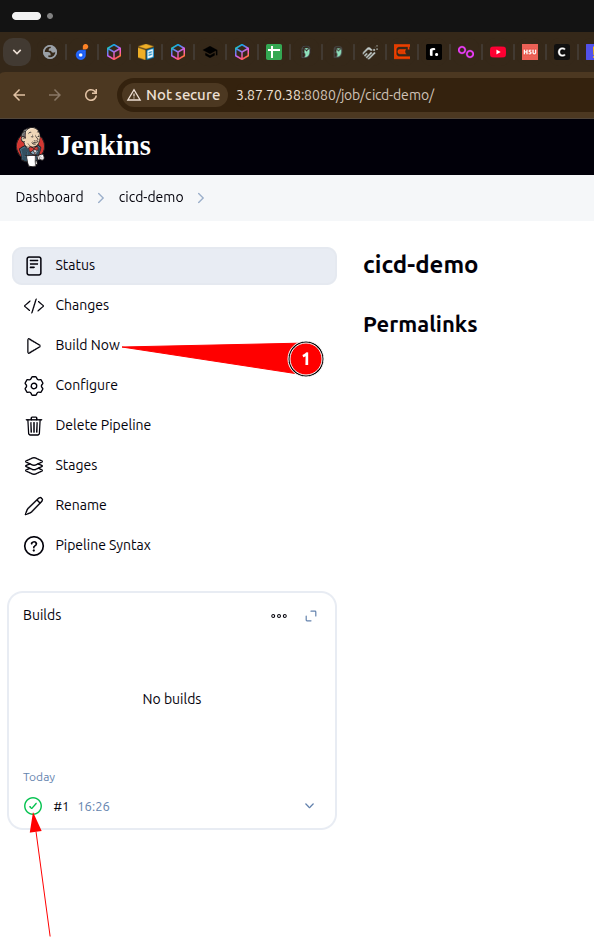 Not secure 3.87.70.38:8080/job/cicd-demo/
Jenkins
Dashboard
cicd-demo
Status
Changes
Build Now
1
Configure
Delete Pipeline
Stages
Rename
Pipeline Syntax
cicd-demo
Permalinks
Builds
No builds
Today
#1 16:26